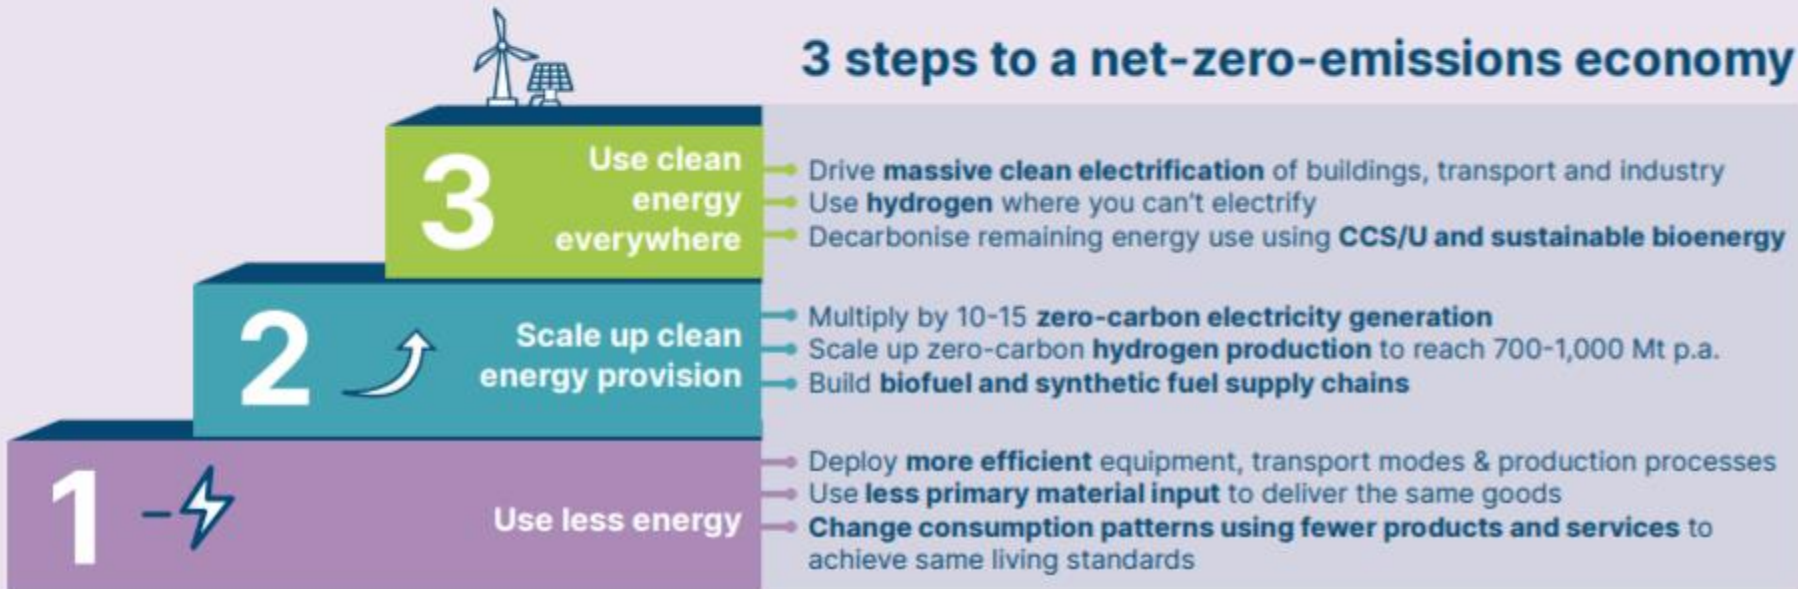 3 steps to a net-zero-emissions economy
3
Use clean
energy
everywhere
Drive massive clean electrification of buildings, transport and industry
Use hydrogen where you can't electrify
Decarbonise remaining energy use using CCS/U and sustainable bioenergy
2
Scale up clean
energy provision
Multiply by 10-15 zero-carbon electricity generation
Scale up zero-carbon hydrogen production to reach 700-1,000 Mt p.a.
Build biofuel and synthetic fuel supply chains
1
Use less energy
Deploy more efficient equipment, transport modes & production processes
Use less primary material input to deliver the same goods
Change consumption patterns using fewer products and services to
achieve same living standards